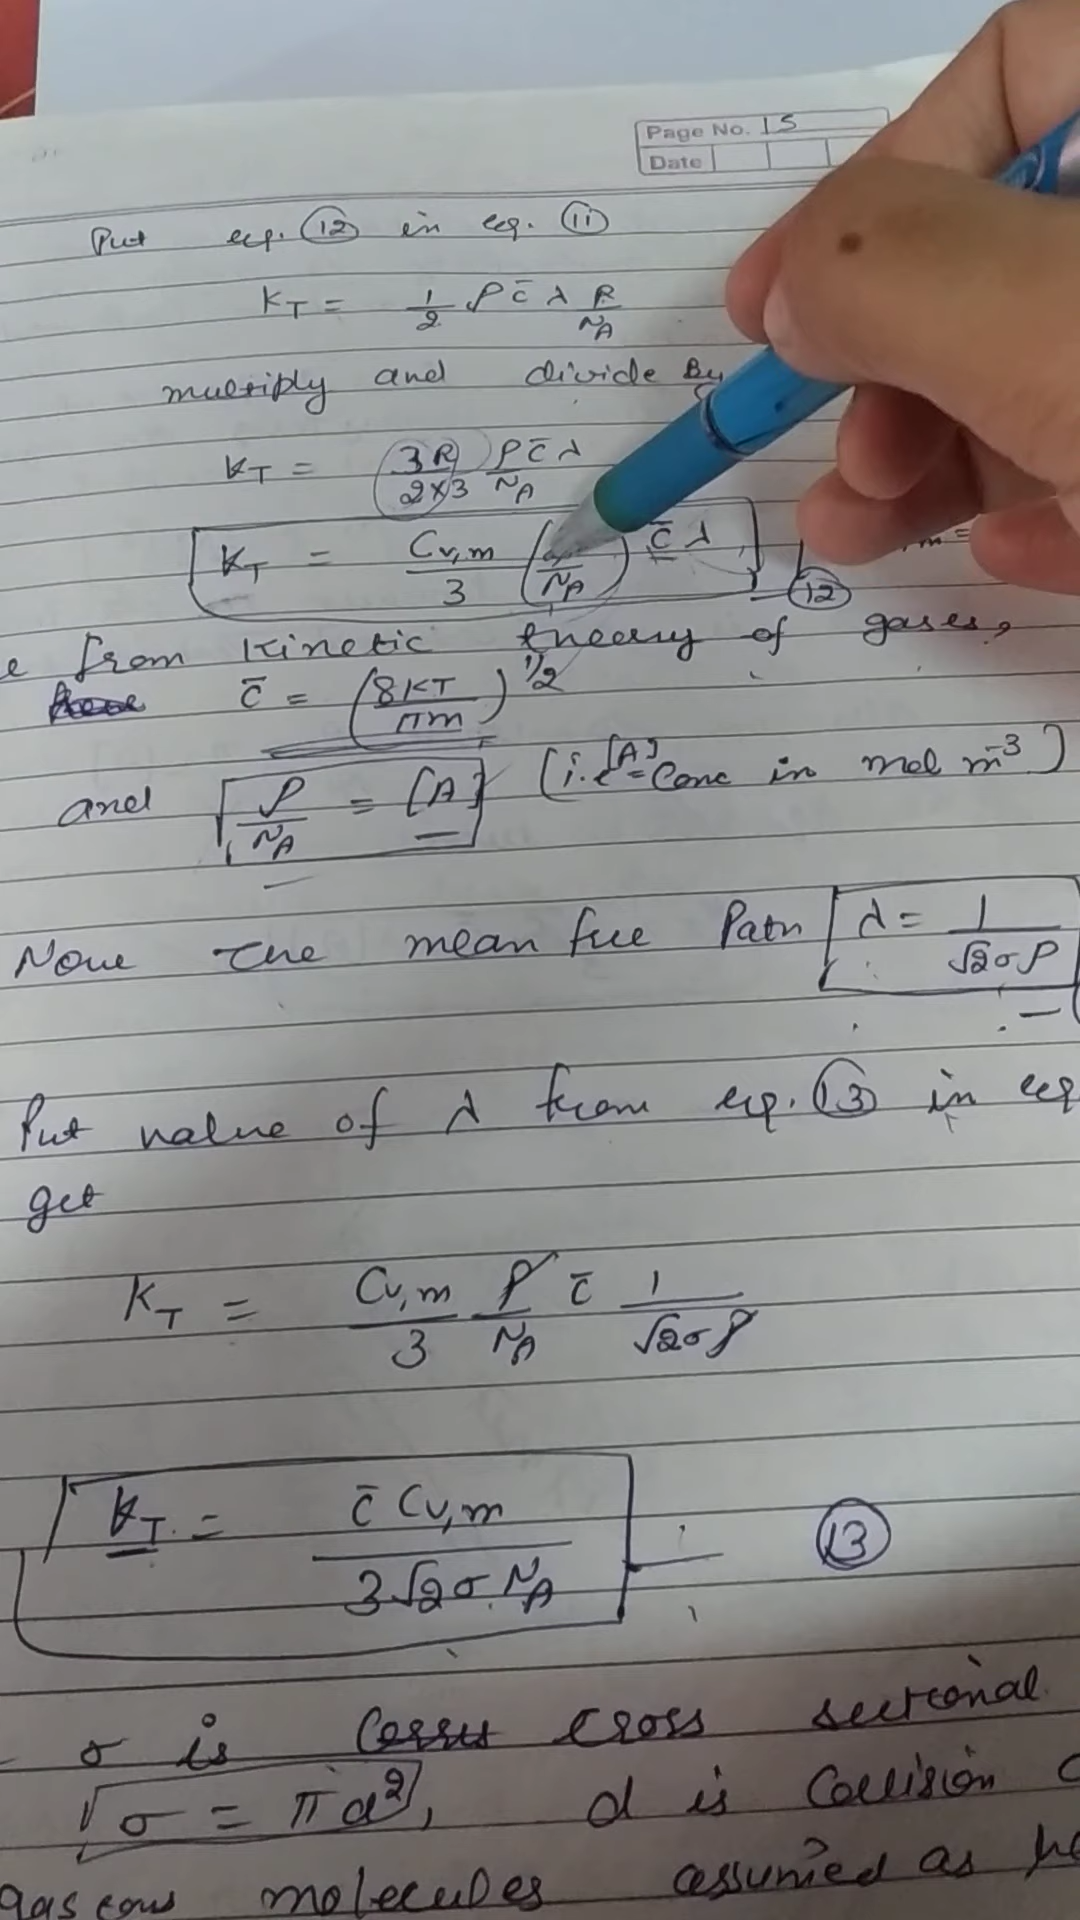 Page No. 15
Date
Put eq. (12) in eq. (11)
K_T = 1/2 ρ c̄ λ R/N_A
multiply and divide By
K_T = 3R/2×3 ρ c̄ λ/N_A
K_T = Cv,m/3 ( /N_A) c̄ λ — (12)
from kinetic theory of gases,
c̄ = (8KT/πm)^1/2
and ρ/N_A = [A] (i.e [A] = Conc in mol m⁻³)
Now the mean free Path λ = 1/√2σρ
Put value of λ from eq. (13) in eq
get
K_T = Cv,m/3 ρ/N_A c̄ 1/√2σρ
K_T = c̄ Cv,m/3√2σ.N_A — (13)
σ is cross sectional
σ = πd², d is Collision
gaseous molecules assumed as